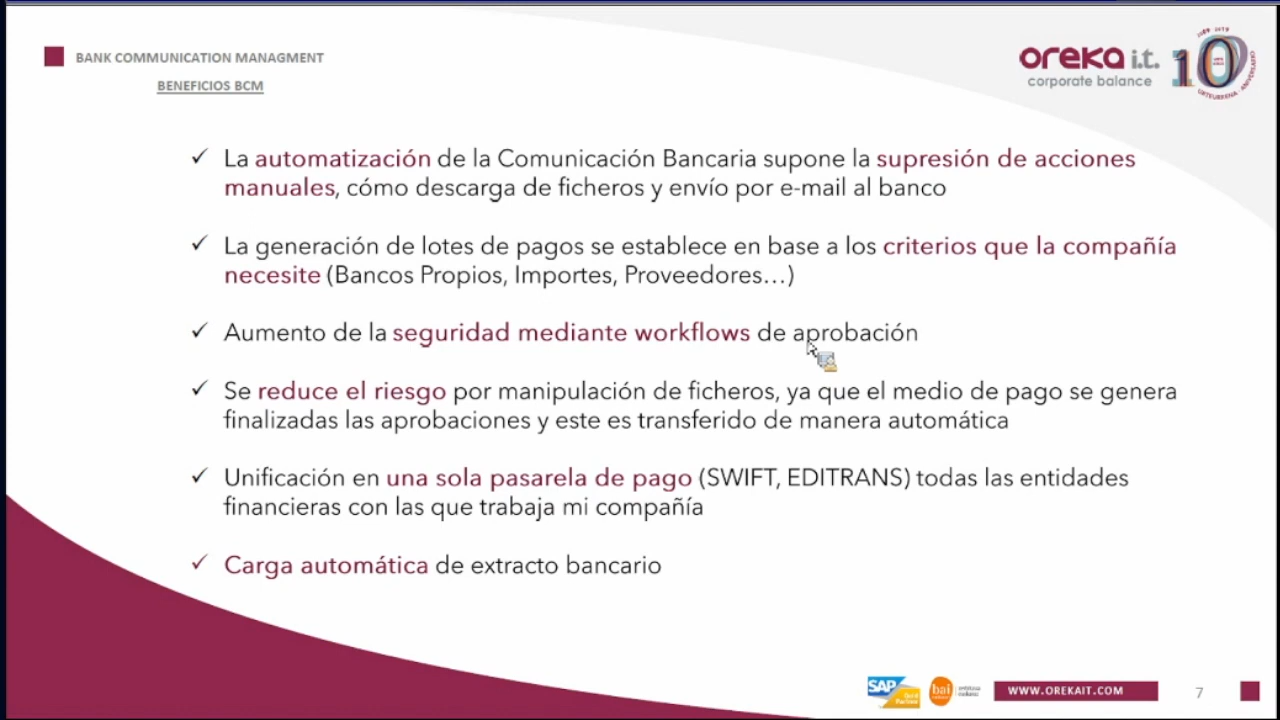 BANK COMMUNICATION MANAGMENT
BENEFICIOS BCM
oreka i.t.
corporate balance
10
La automatización de la Comunicación Bancaria supone la supresión de acciones
manuales, cómo descarga de ficheros y envío por e-mail al banco
La generación de lotes de pagos se establece en base a los criterios que la compañía
necesite (Bancos Propios, Importes, Proveedores…)
Aumento de la seguridad mediante workflows de aprobación
Se reduce el riesgo por manipulación de ficheros, ya que el medio de pago se genera
finalizadas las aprobaciones y este es transferido de manera automática
Unificación en una sola pasarela de pago (SWIFT, EDITRANS) todas las entidades
financieras con las que trabaja mi compañía
Carga automática de extracto bancario
SAP
bai
WWW.OREKAIT.COM
7